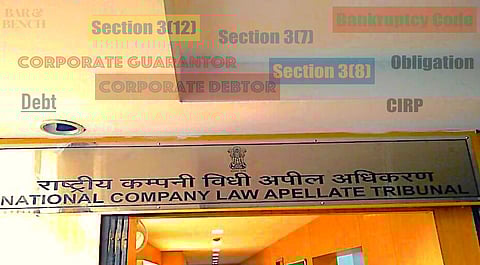 BAR &
BENCH
Section 3(12)
Section 3(7)
Bankruptcy Code
CORPORATE GUARANTOR
Section 3(8)
Obligation
CORPORATE DEBTOR
Debt
CIRP
राष्ट्रीय कम्पनी विधी अपील अधिकरण
NATIONAL COMPANY LAW APELLATE TRIBUNAL